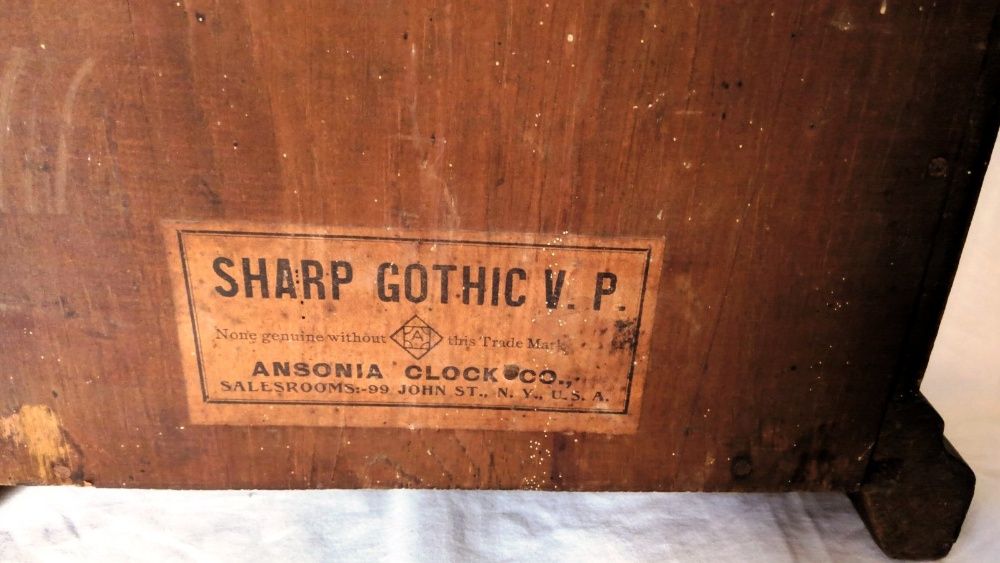 SHARP GOTHIC V. P.
None genuine without A this Trade Mark
ANSONIA CLOCK CO.,
SALESROOMS:-99 JOHN ST., N. Y., U. S. A.